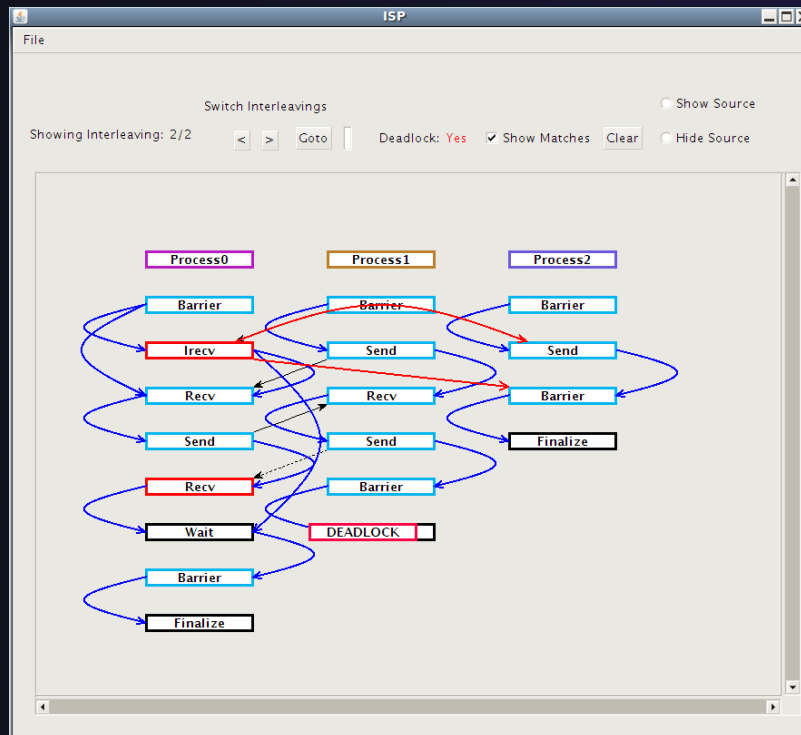 ISP
File
Switch Interleavings
Show Source
Showing Interleaving: 2/2 < > Goto Deadlock: Yes Show Matches Clear Hide Source
Process0 Process1 Process2
Barrier Barrier Barrier
Irecv Send Send
Recv Recv Barrier
Send Send Finalize
Recv Barrier
Wait DEADLOCK
Barrier
Finalize